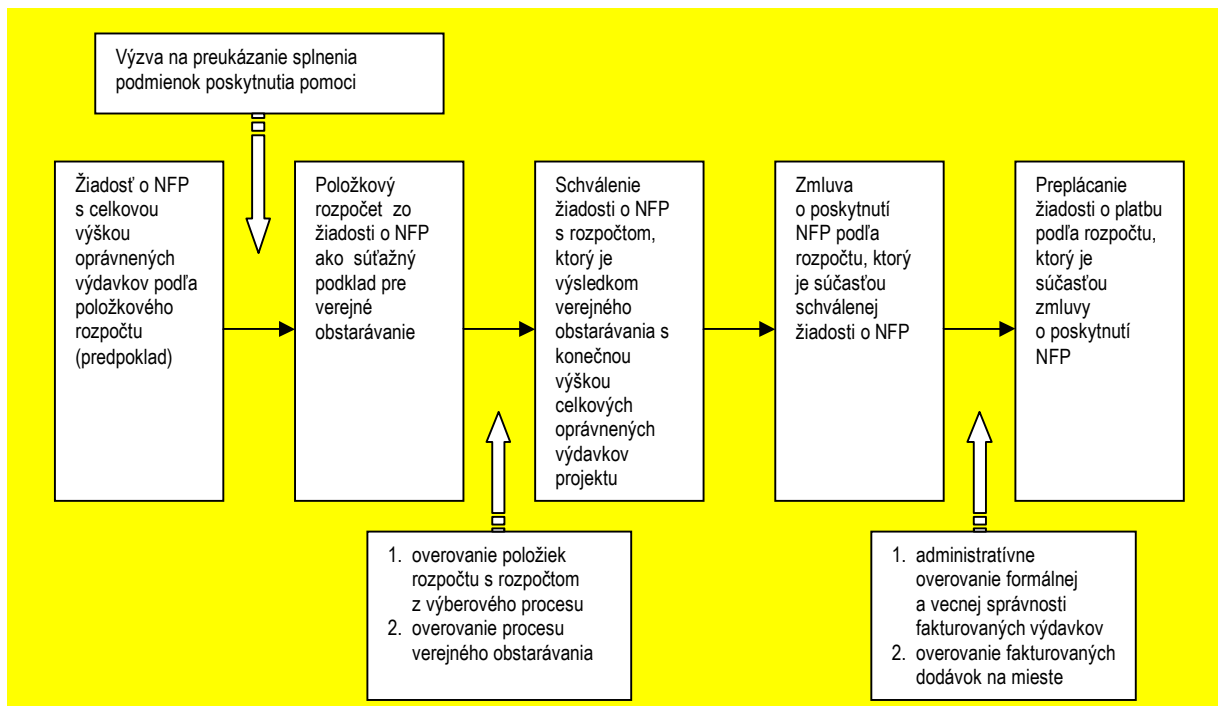 Výzva na preukázanie splnenia
podmienok poskytnutia pomoci
Žiadosť o NFP
s celkovou
výškou
oprávnených
výdavkov podľa
položkového
rozpočtu
(predpoklad)
Položkový
rozpočet zo
žiadosti o NFP
ako súťažný
podklad pre
verejné
obstarávanie
Schválenie
žiadosti o NFP
s rozpočtom,
ktorý je
výsledkom
verejného
obstarávania s
konečnou
výškou
celkových
oprávnených
výdavkov
projektu
Zmluva
o poskytnutí
NFP podľa
rozpočtu, ktorý
je súčasťou
schválenej
žiadosti o NFP
Preplácanie
žiadosti o platbu
podľa rozpočtu,
ktorý je
súčasťou
zmluvy
o poskytnutí
NFP
1. overovanie položiek
rozpočtu s rozpočtom
z výberového procesu
2. overovanie procesu
verejného obstarávania
1. administratívne
overovanie formálnej
a vecnej správnosti
fakturovaných výdavkov
2. overovanie fakturovaných
dodávok na mieste